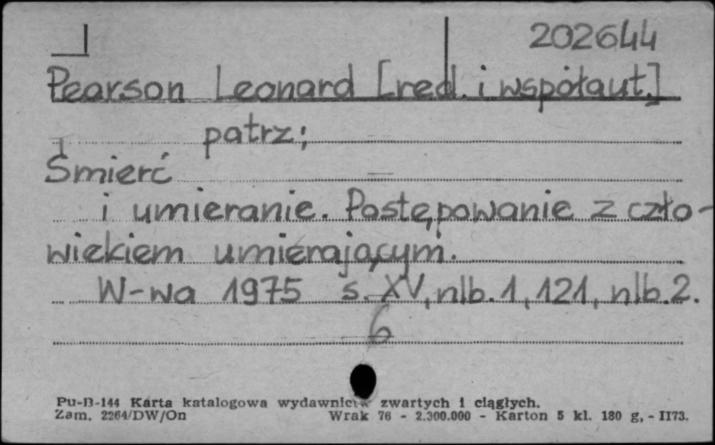 202644
Pearson Leonard [red. i współaut.]
patrz:
Śmierć
i umieranie. Postępowanie z czło-
wiekiem umierającym.
W-wa 1975 s. XV, nlb. 1, 121, nlb. 2.
6
Pu-B-144 Karta katalogowa wydawnictw zwartych i ciągłych.
Zam. 2264/DW/On Wrak 76 - 2.300.000 - Karton 5 kl. 180 g. - II73.